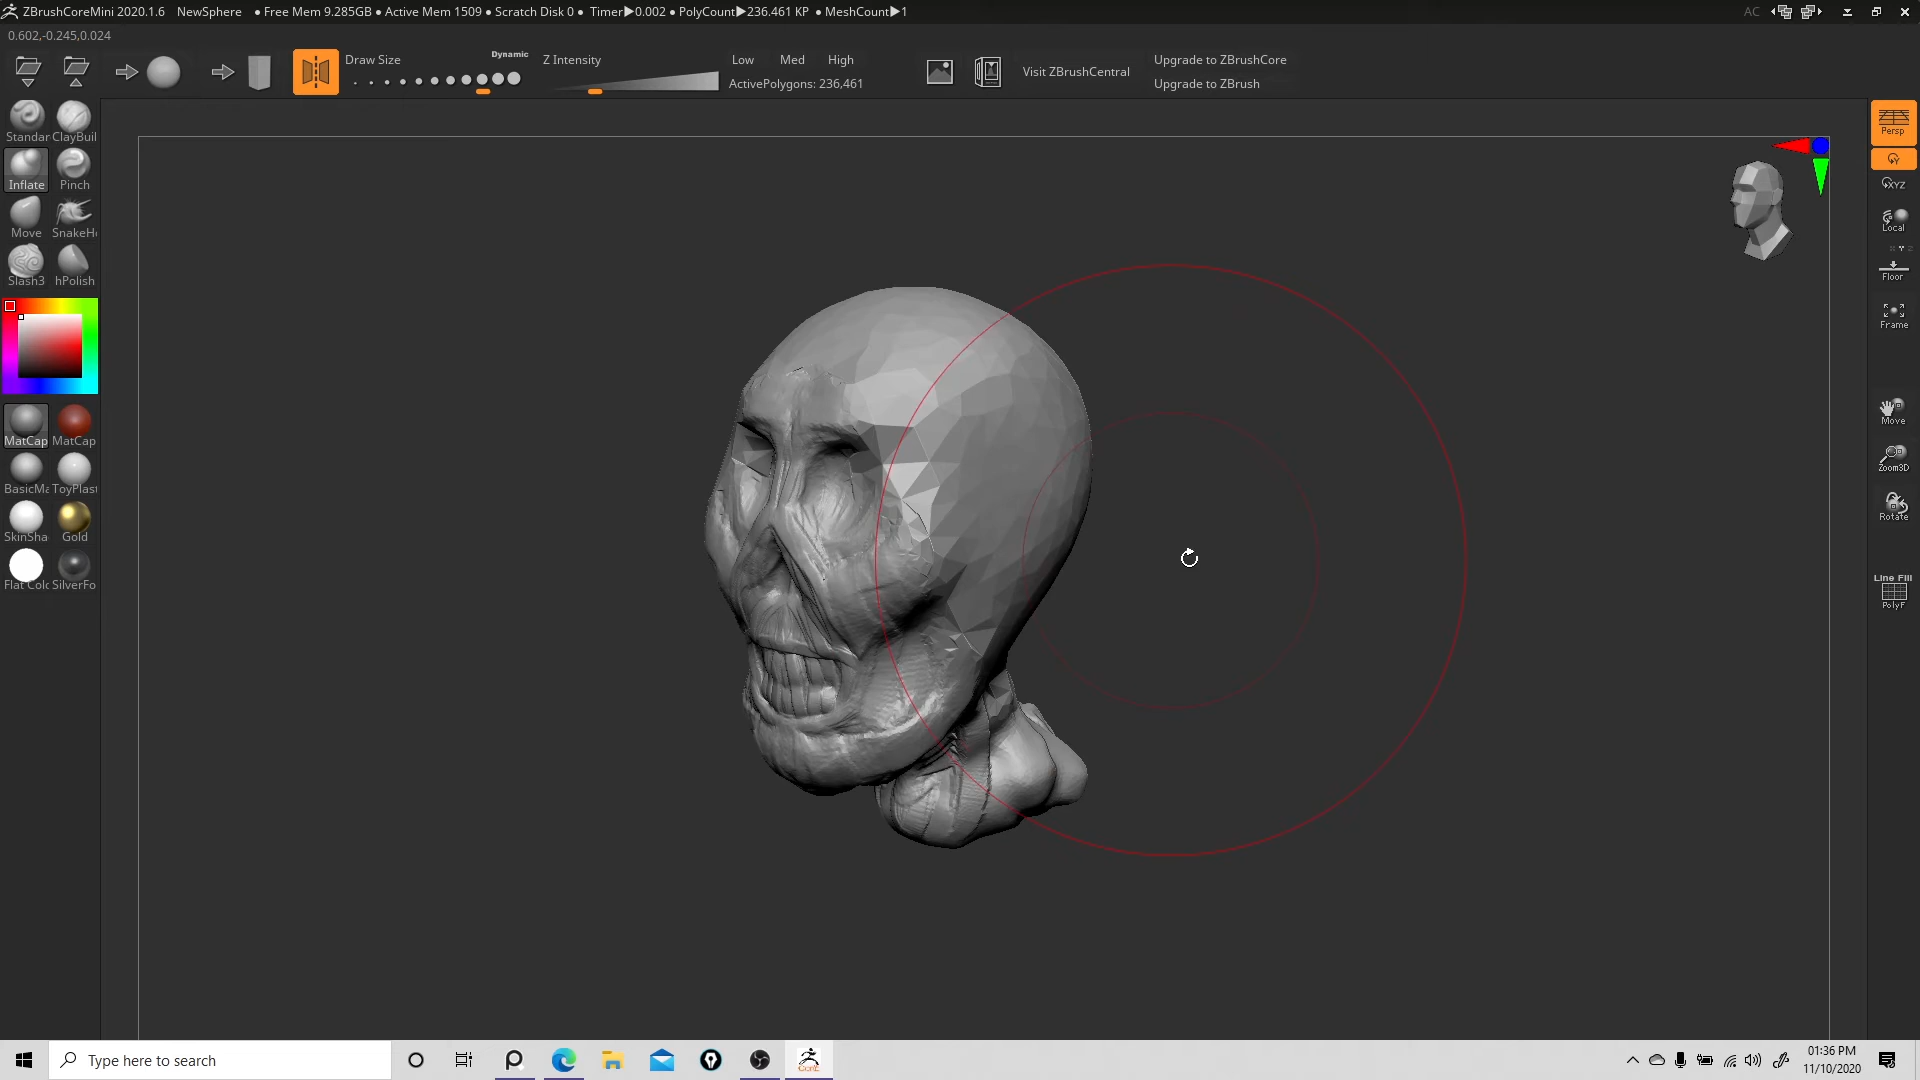 ZBrushCoreMini 2020.1.6 NewSphere ● Free Mem 9.285GB ● Active Mem 1509 ● Scratch Disk 0 ● Timer▶0.002 ● PolyCount▶236.461 KP ● MeshCount▶1 AC
0.602,-0.245,0.024
Draw Size Dynamic Z Intensity Low Med High
ActivePolygons: 236,461
Visit ZBrushCentral
Upgrade to ZBrushCore
Upgrade to ZBrush
Standar ClayBuil
Inflate Pinch
Move SnakeH
Slash3 hPolish
MatCap MatCap
BasicMa ToyPlast
SkinSha Gold
Flat Colo SilverFo
Persp
Y
XYZ
Local
Floor
Frame
Move
Zoom3D
Rotate
Line Fill
PolyF
Type here to search
01:36 PM
11/10/2020